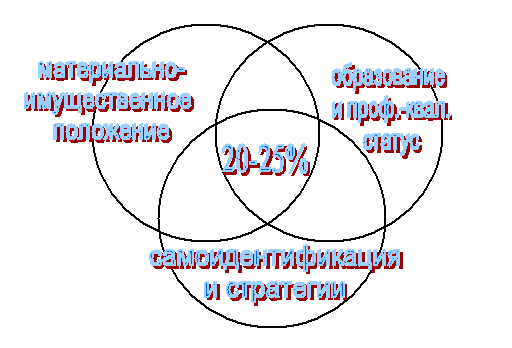 материально-
имущественное
положение
образование
и проф.-квал.
статус
20-25%
самоидентификация
и стратегии